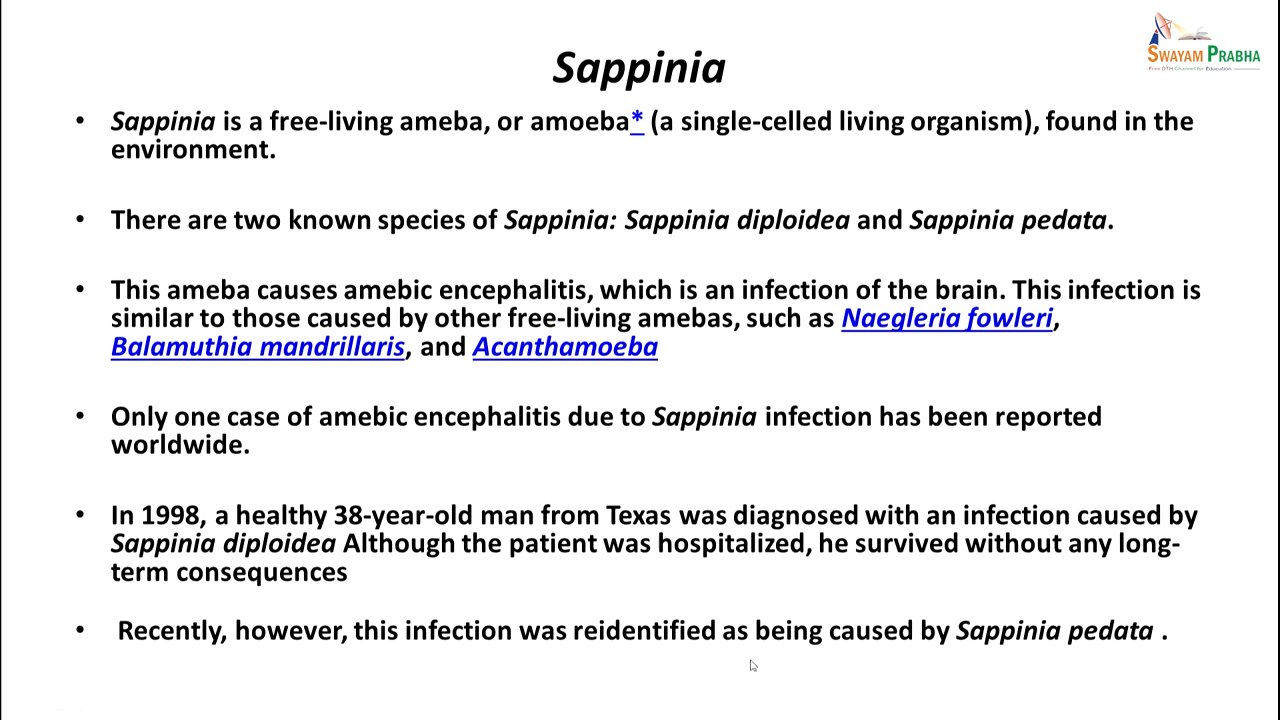 SWAYAM PRABHA
Free DTH Channel for Education
Sappinia
• Sappinia is a free-living ameba, or amoeba* (a single-celled living organism), found in the
environment.
• There are two known species of Sappinia: Sappinia diploidea and Sappinia pedata.
• This ameba causes amebic encephalitis, which is an infection of the brain. This infection is
similar to those caused by other free-living amebas, such as Naegleria fowleri,
Balamuthia mandrillaris, and Acanthamoeba
• Only one case of amebic encephalitis due to Sappinia infection has been reported
worldwide.
• In 1998, a healthy 38-year-old man from Texas was diagnosed with an infection caused by
Sappinia diploidea Although the patient was hospitalized, he survived without any long-
term consequences
• Recently, however, this infection was reidentified as being caused by Sappinia pedata .